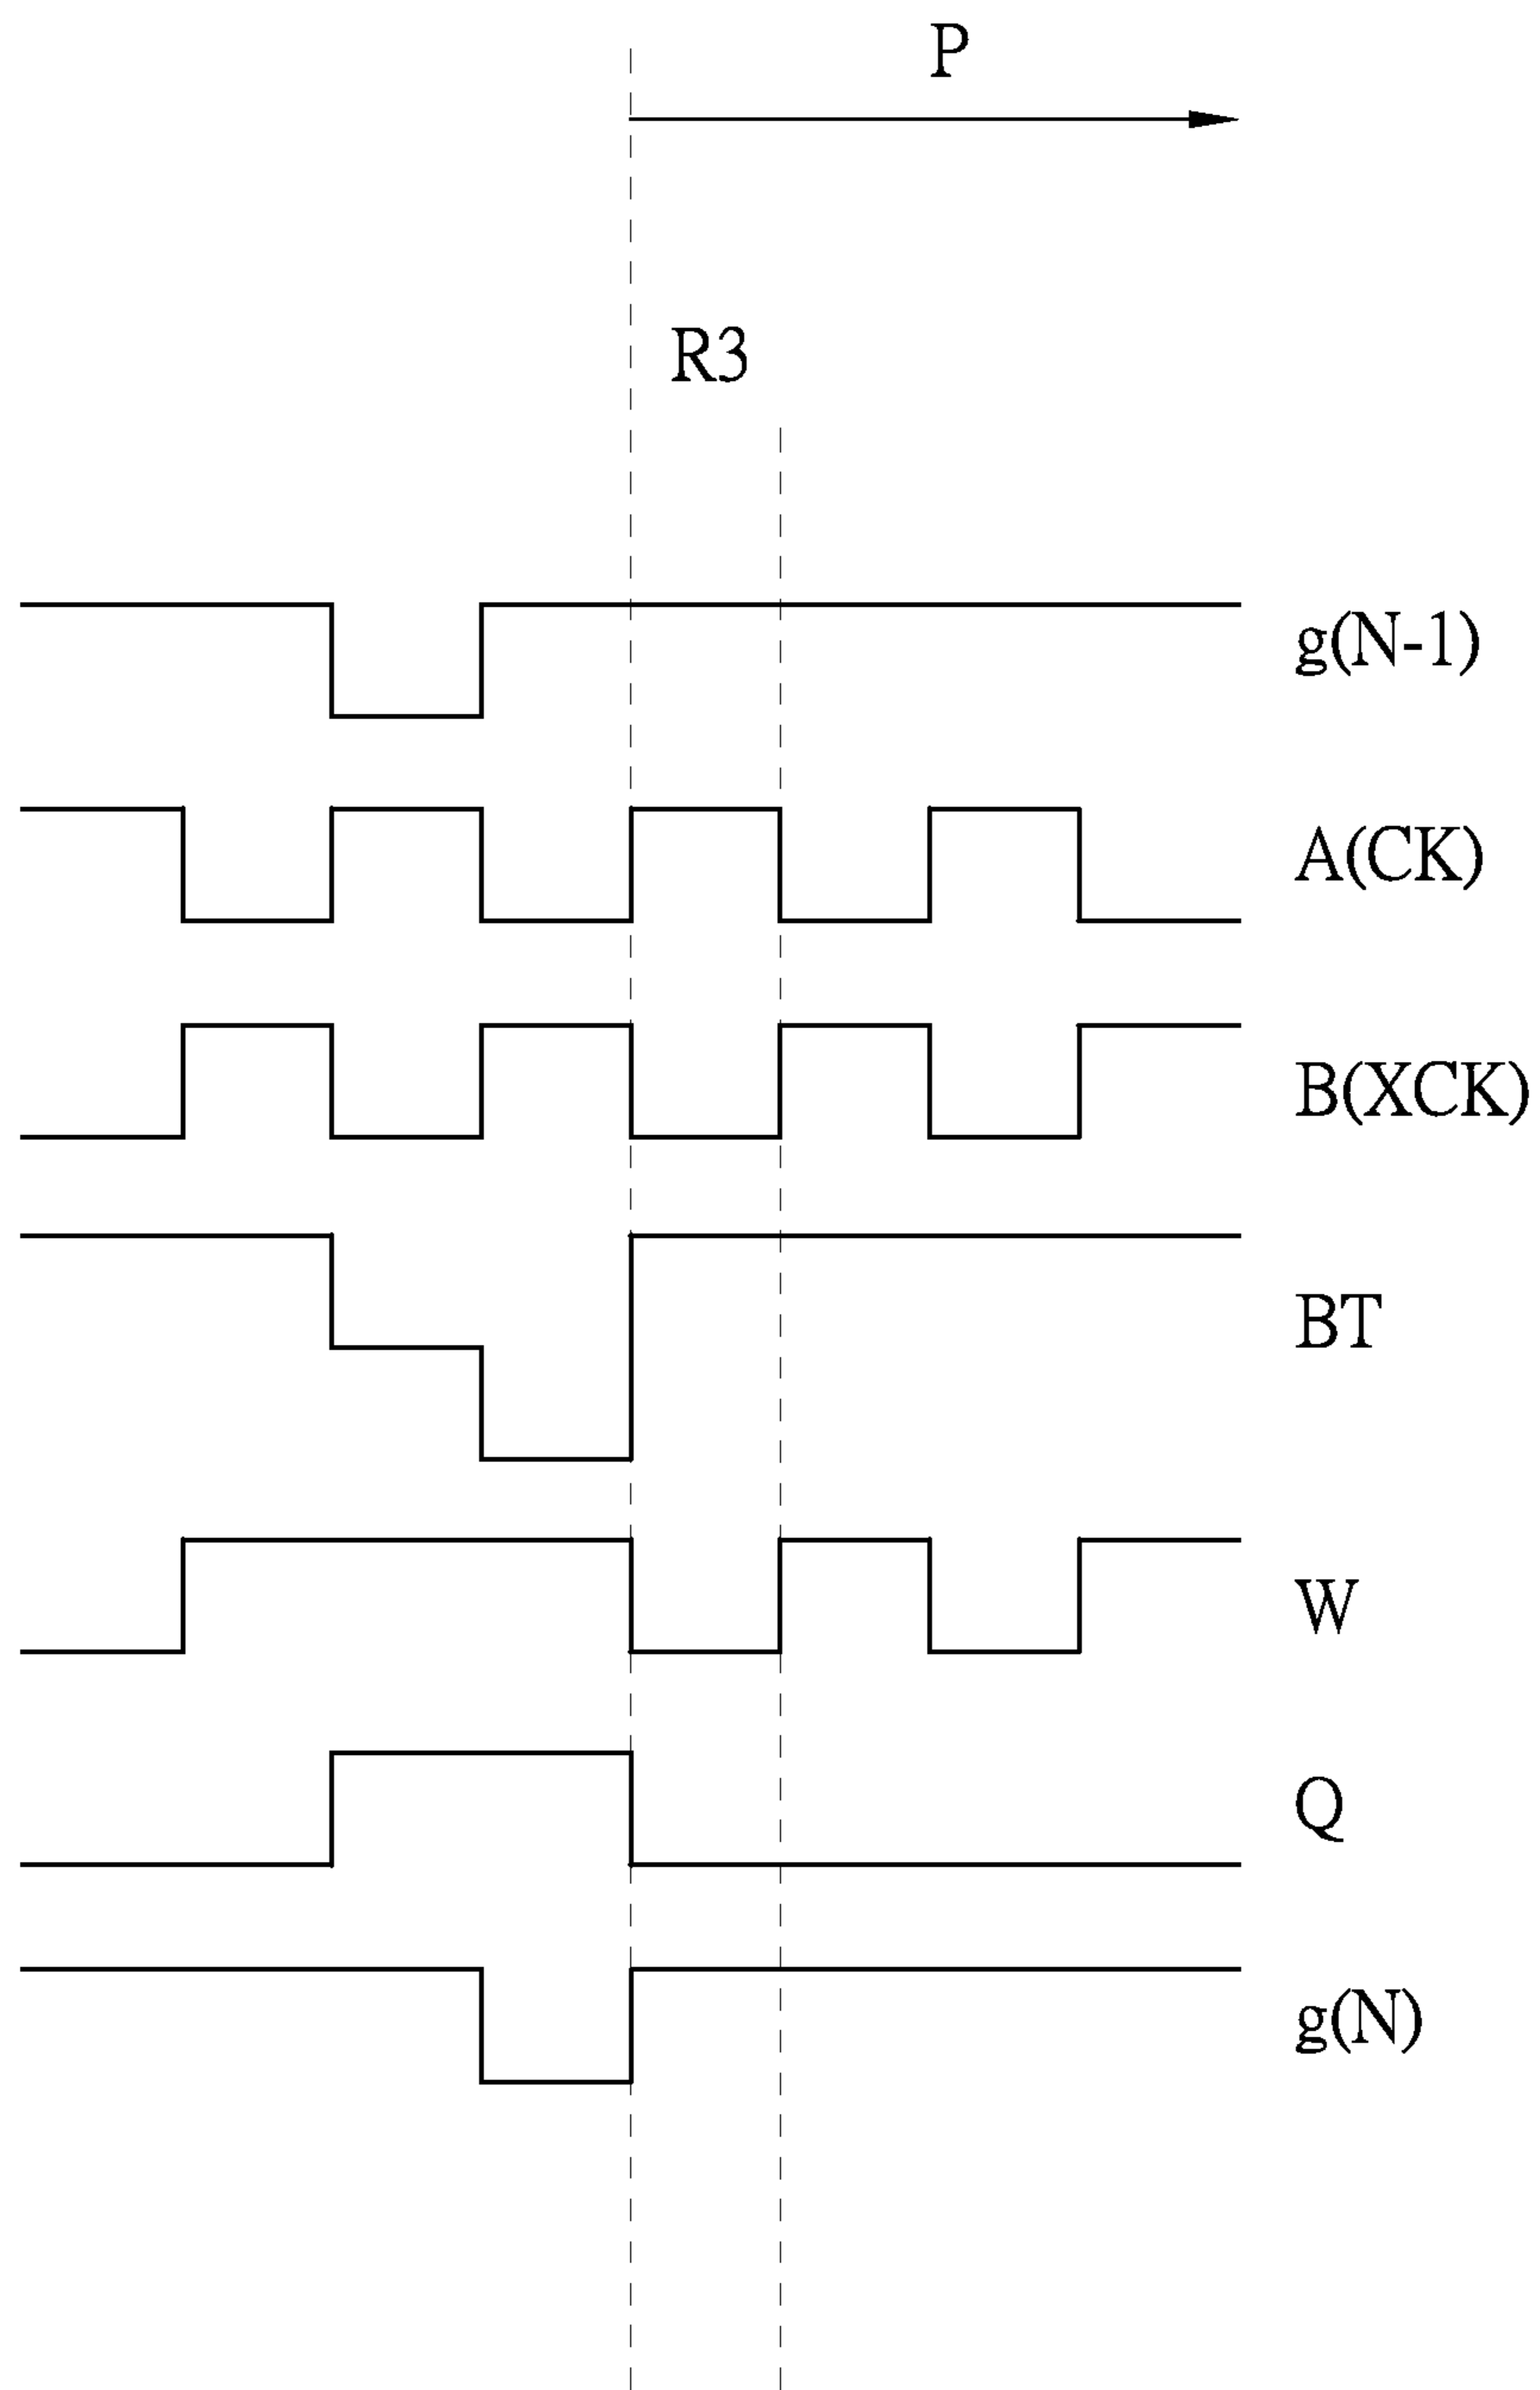 P
R3
g(N-1)
A(CK)
B(XCK)
BT
W
Q
g(N)